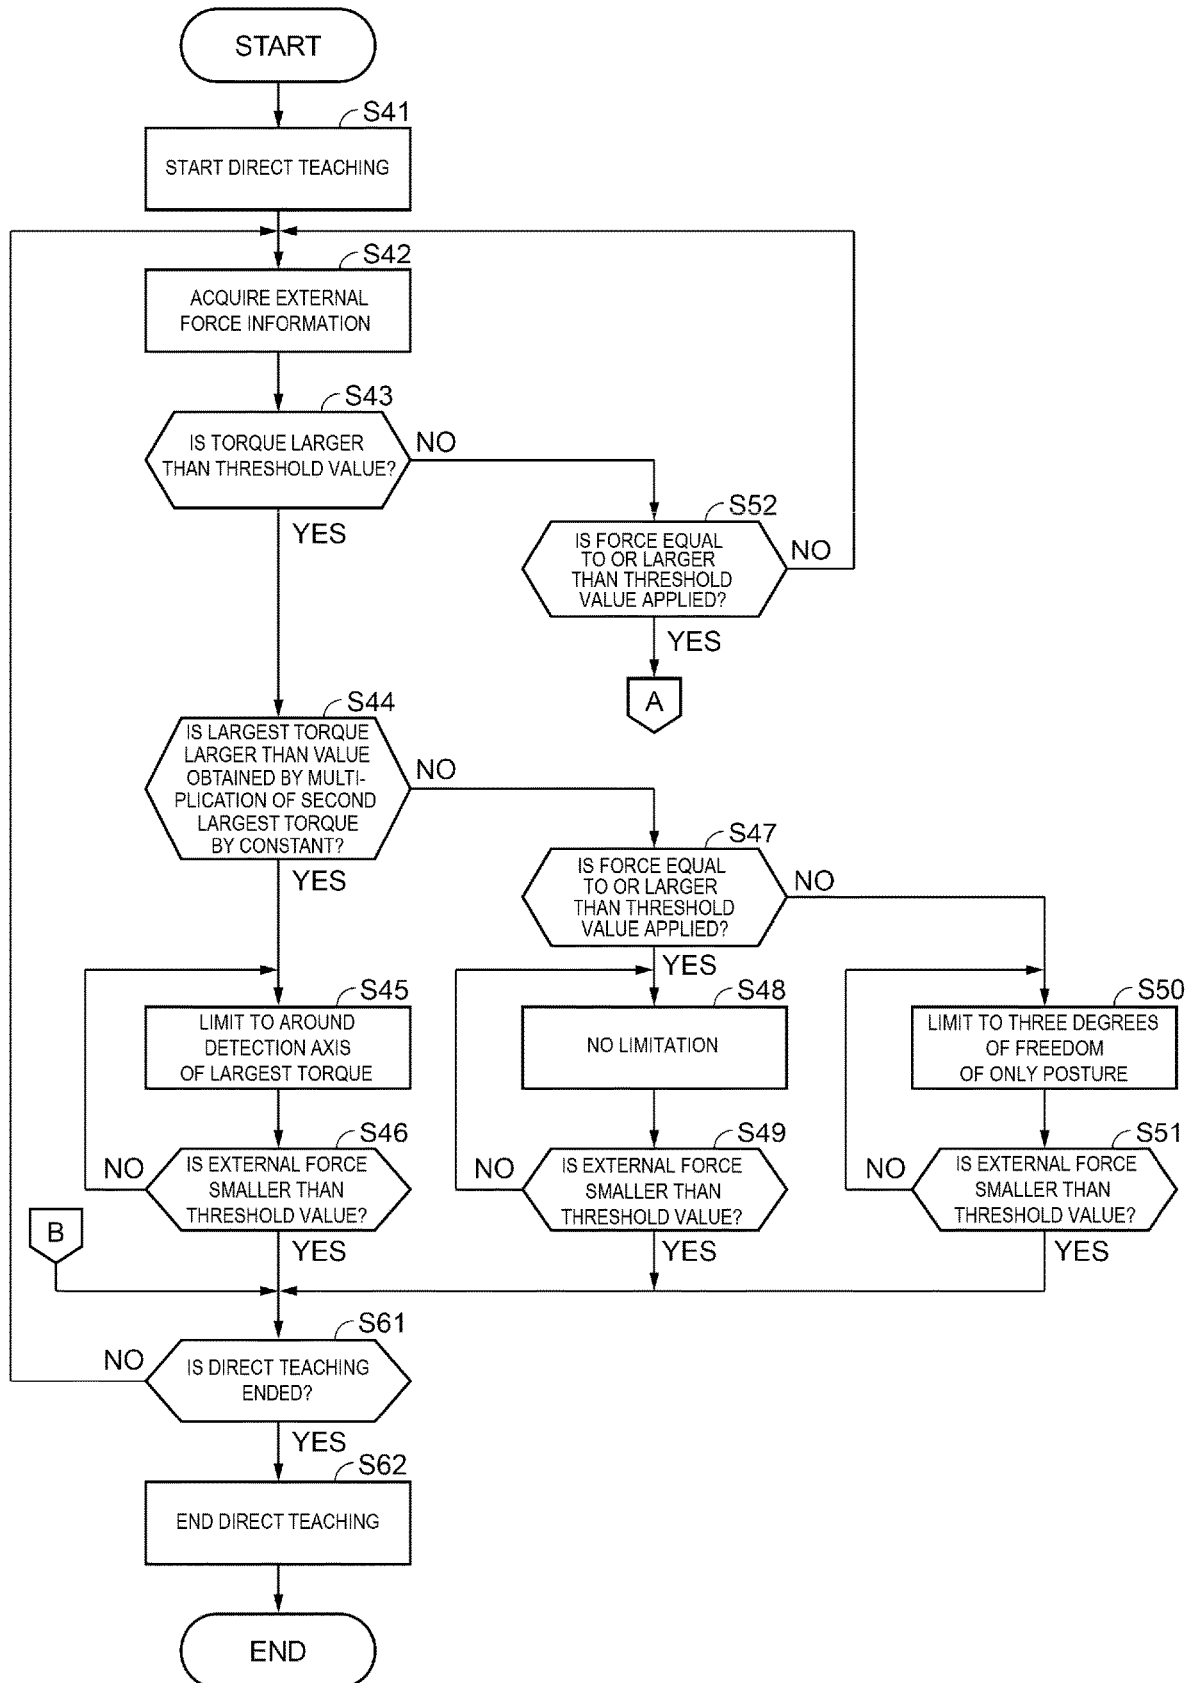 START
S41
START DIRECT TEACHING
S42
ACQUIRE EXTERNAL
FORCE INFORMATION
S43
IS TORQUE LARGER
THAN THRESHOLD VALUE?
NO
YES
S52
IS FORCE EQUAL
TO OR LARGER
THAN THRESHOLD
VALUE APPLIED?
NO
YES
A
S44
IS LARGEST TORQUE
LARGER THAN VALUE
OBTAINED BY MULTI-
PLICATION OF SECOND
LARGEST TORQUE
BY CONSTANT?
NO
YES
S47
IS FORCE EQUAL
TO OR LARGER
THAN THRESHOLD
VALUE APPLIED?
NO
YES
S45
LIMIT TO AROUND
DETECTION AXIS
OF LARGEST TORQUE
S48
NO LIMITATION
S50
LIMIT TO THREE DEGREES
OF FREEDOM
OF ONLY POSTURE
S46
IS EXTERNAL FORCE
SMALLER THAN
THRESHOLD VALUE?
NO
YES
S49
IS EXTERNAL FORCE
SMALLER THAN
THRESHOLD VALUE?
NO
YES
S51
IS EXTERNAL FORCE
SMALLER THAN
THRESHOLD VALUE?
NO
YES
B
S61
IS DIRECT TEACHING
ENDED?
NO
YES
S62
END DIRECT TEACHING
END